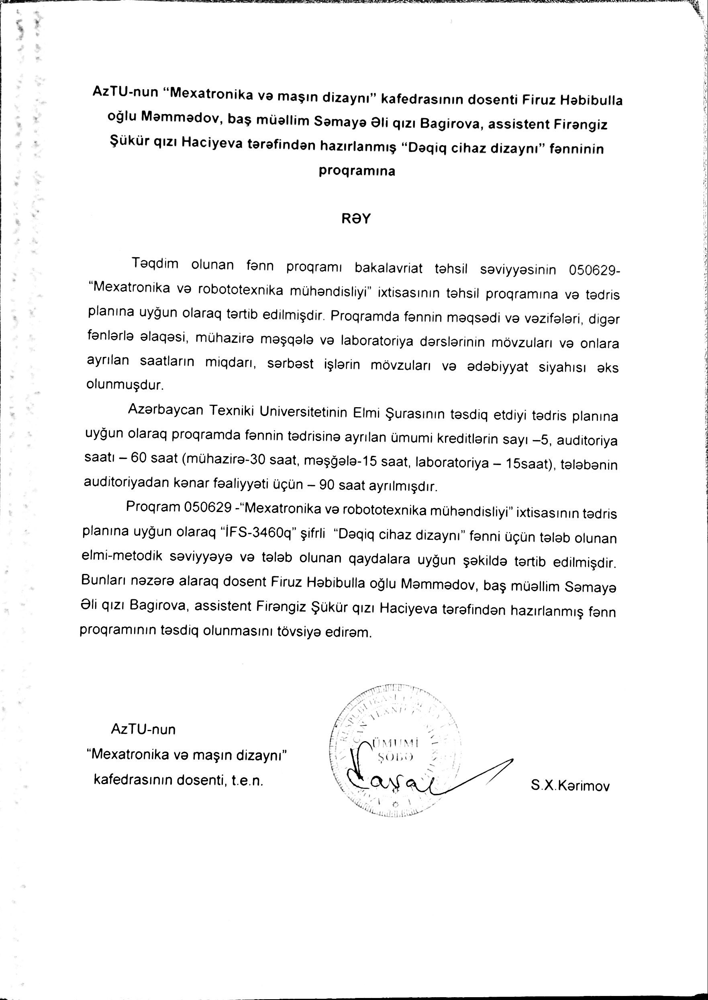 AzTU-nun “Mexatronika və maşın dizaynı” kafedrasının dosenti Firuz Həbibulla
oğlu Məmmədov, baş müəllim Səmayə Əli qızı Bagirova, assistent Firəngiz
Şükür qızı Haciyeva tərəfindən hazırlanmış “Dəqiq cihaz dizaynı” fənninin
proqramına
RƏY
Təqdim olunan fənn proqramı bakalavriat təhsil səviyyəsinin 050629-
“Mexatronika və robototexnika mühəndisliyi” ixtisasının təhsil proqramına və tədris
planına uyğun olaraq tərtib edilmişdir. Proqramda fənnin məqsədi və vəzifələri, digər
fənlərlə əlaqəsi, mühazirə məşqələ və laboratoriya dərslərinin mövzuları və onlara
ayrılan saatların miqdarı, sərbəst işlərin mövzuları və ədəbiyyat siyahısı əks
olunmuşdur.
Azərbaycan Texniki Universitetinin Elmi Şurasının təsdiq etdiyi tədris planına
uyğun olaraq proqramda fənnin tədrisinə ayrılan ümumi kreditlərin sayı –5, auditoriya
saatı – 60 saat (mühazirə-30 saat, məşğələ-15 saat, laboratoriya – 15saat), tələbənin
auditoriyadan kənar fəaliyyəti üçün – 90 saat ayrılmışdır.
Proqram 050629 -“Mexatronika və robototexnika mühəndisliyi” ixtisasının tədris
planına uyğun olaraq “İFS-3460q” şifrli “Dəqiq cihaz dizaynı” fənni üçün tələb olunan
elmi-metodik səviyyəyə və tələb olunan qaydalara uyğun şəkildə tərtib edilmişdir.
Bunları nəzərə alaraq dosent Firuz Həbibulla oğlu Məmmədov, baş müəllim Səmayə
Əli qızı Bagirova, assistent Firəngiz Şükür qızı Haciyeva tərəfindən hazırlanmış fənn
proqramının təsdiq olunmasını tövsiyə edirəm.
AzTU-nun
“Mexatronika və maşın dizaynı”
kafedrasının dosenti, t.e.n.
ÜMUMİ
ŞÖBƏ
S.X.Kərimov